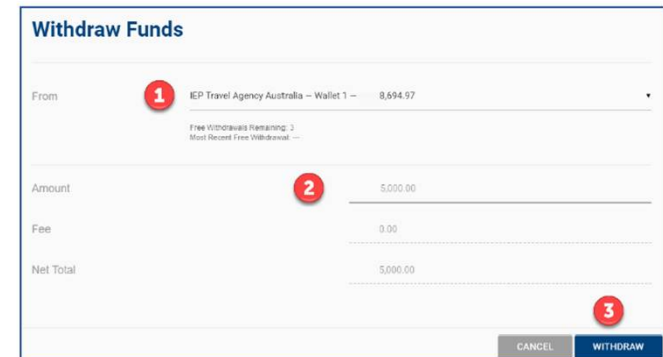 Withdraw Funds
From 1 IEP Travel Agency Australia – Wallet 1 – 8,694.97
Free Withdrawals Remaining: 3
Most Recent Free Withdrawal: —
Amount 2 5,000.00
Fee 0.00
Net Total 5,000.00
3
CANCEL WITHDRAW